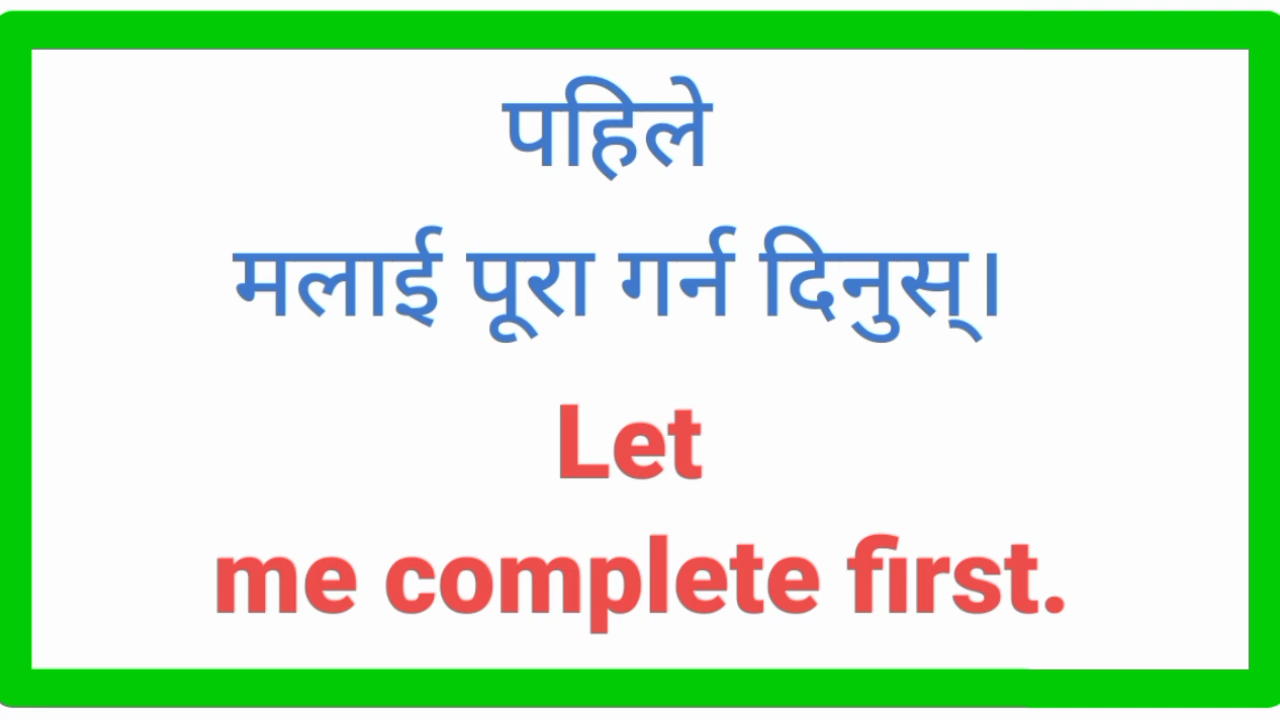 पहिले
मलाई पूरा गर्न दिनुस्।
Let
me complete first.